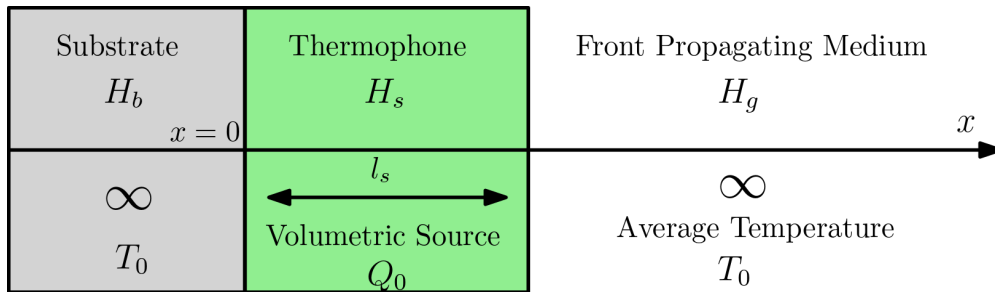 Substrate
H_b
x = 0
∞
T_0
Thermophone
H_s
l_s
Volumetric Source
Q_0
Front Propagating Medium
H_g
x
∞
Average Temperature
T_0